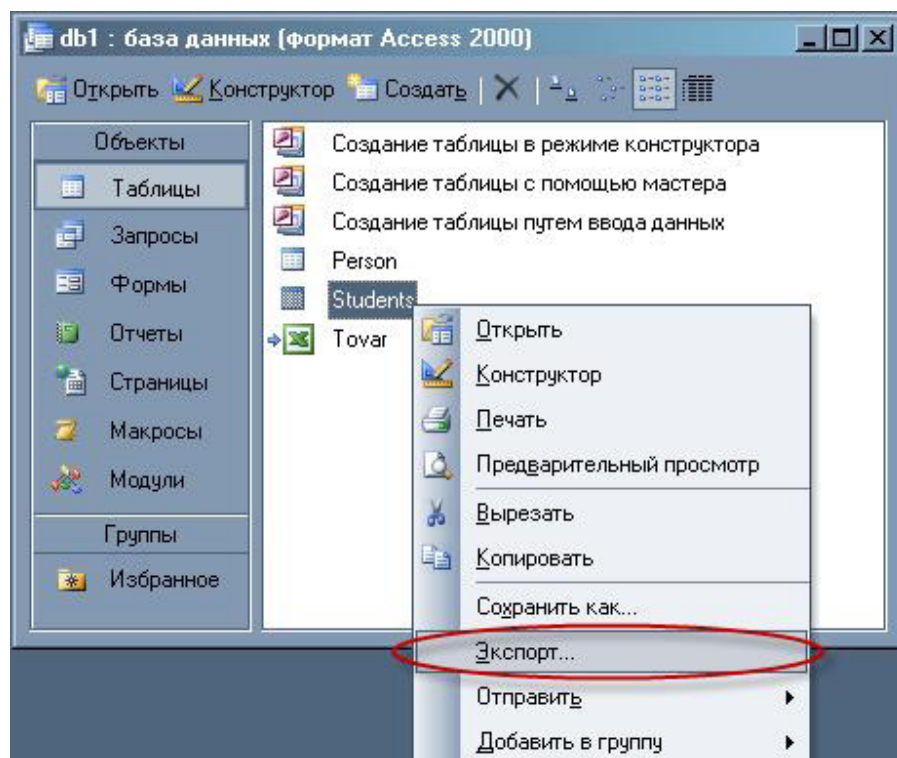 db1 : база данных (формат Access 2000)
Открыть Конструктор Создать
Объекты
Таблицы
Запросы
Формы
Отчеты
Страницы
Макросы
Модули
Группы
Избранное
Создание таблицы в режиме конструктора
Создание таблицы с помощью мастера
Создание таблицы путем ввода данных
Person
Students
Tovar
Открыть
Конструктор
Печать
Предварительный просмотр
Вырезать
Копировать
Сохранить как...
Экспорт...
Отправить
Добавить в группу